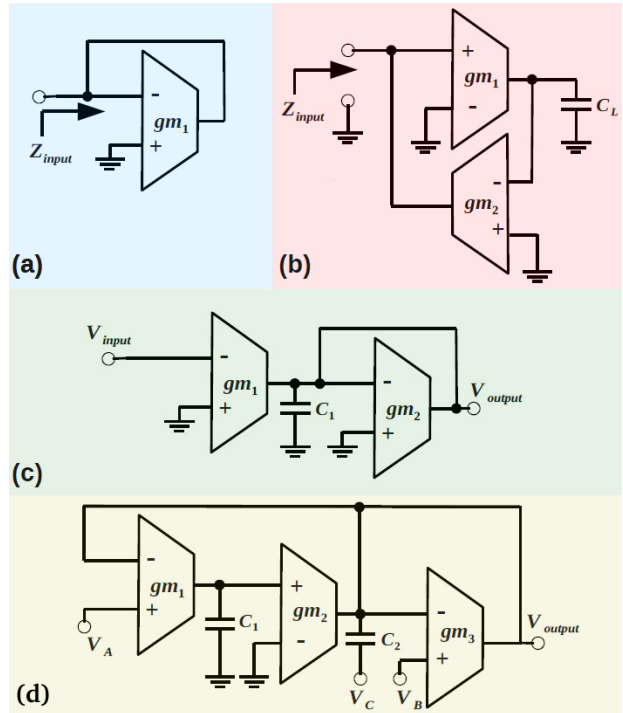 -
gm1
+
Zinput
(a)
+
gm1
-
Zinput
CL
-
gm2
+
(b)
Vinput
-
gm1
+
C1
-
gm2
+
Voutput
(c)
-
gm1
+
VA
C1
+
gm2
-
C2
VC
-
gm3
+
VB
Voutput
(d)